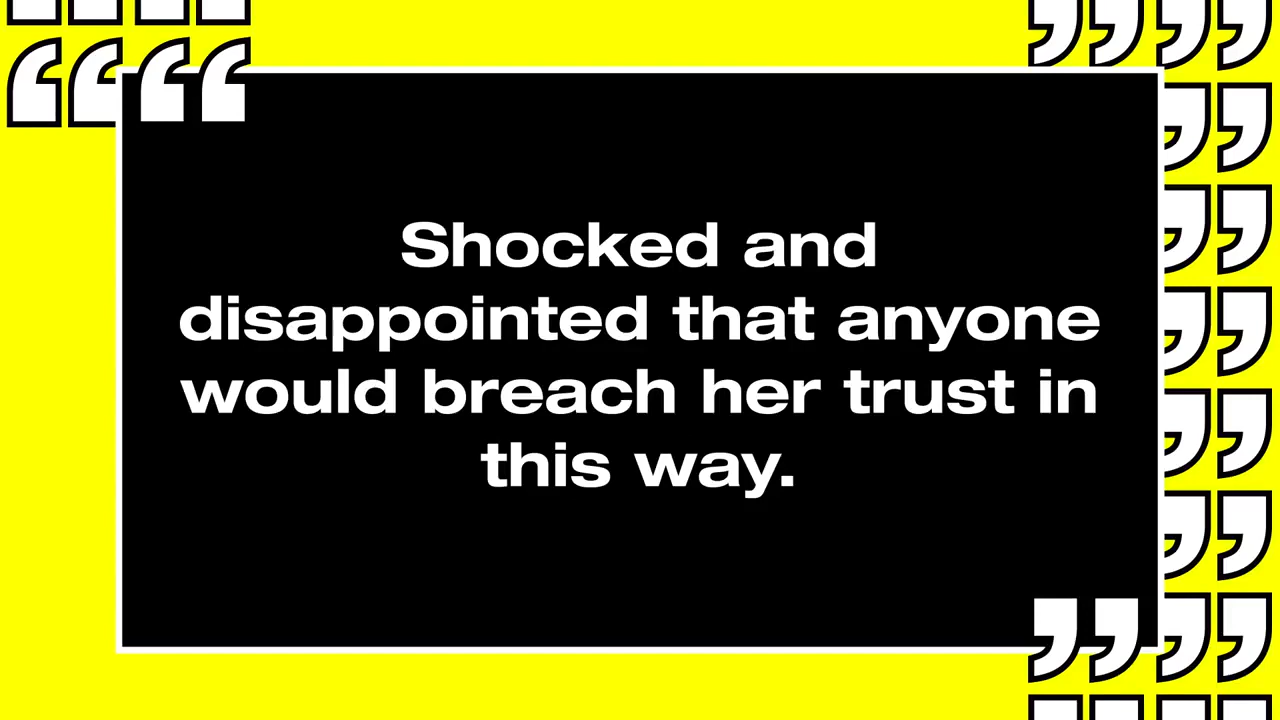 Shocked and
disappointed that anyone
would breach her trust in
this way.